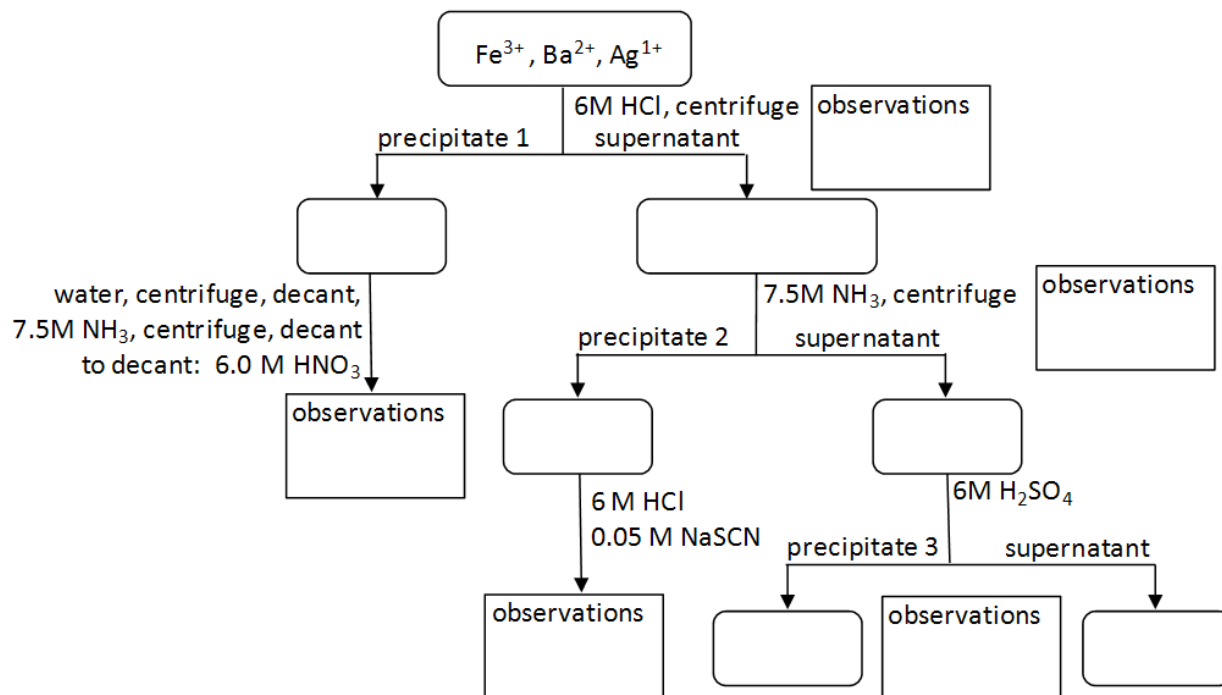 Fe³⁺, Ba²⁺, Ag¹⁺
6M HCl, centrifuge
observations
precipitate 1
supernatant
water, centrifuge, decant,
7.5M NH₃, centrifuge, decant
to decant: 6.0 M HNO₃
observations
7.5M NH₃, centrifuge
observations
precipitate 2
supernatant
6 M HCl
0.05 M NaSCN
observations
6M H₂SO₄
precipitate 3
supernatant
observations